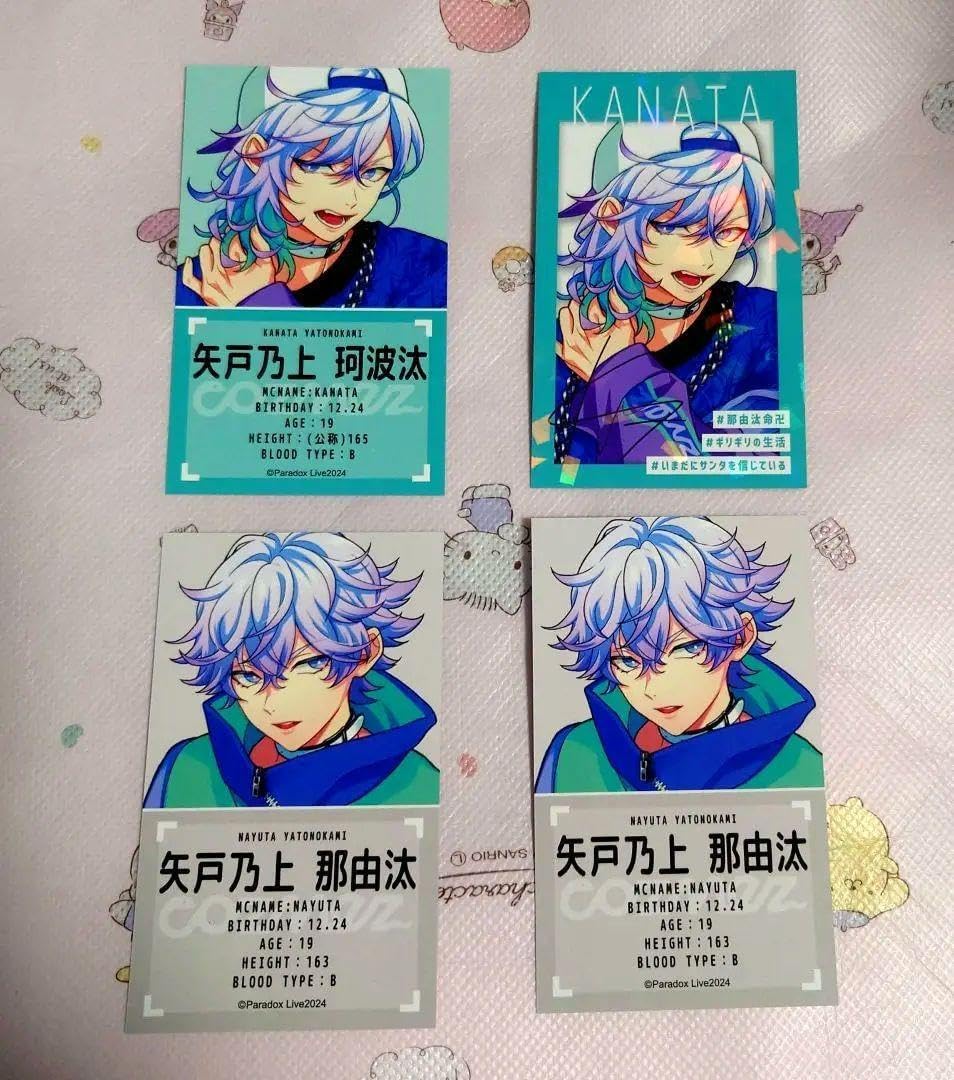 KANATA YATONOKAMI
矢戸乃上 珂波汰
MCNAME:KANATA
BIRTHDAY:12.24
AGE:19
HEIGHT:(公称)165
BLOOD TYPE:B
©Paradox Live2024
KANATA
#那由汰命卍
#ギリギリの生活
#いまだにサンタを信じている
NAYUTA YATONOKAMI
矢戸乃上 那由汰
MCNAME:NAYUTA
BIRTHDAY:12.24
AGE:19
HEIGHT:163
BLOOD TYPE:B
©Paradox Live2024
NAYUTA YATONOKAMI
矢戸乃上 那由汰
MCNAME:NAYUTA
BIRTHDAY:12.24
AGE:19
HEIGHT:163
BLOOD TYPE:B
©Paradox Live2024
SANRIO